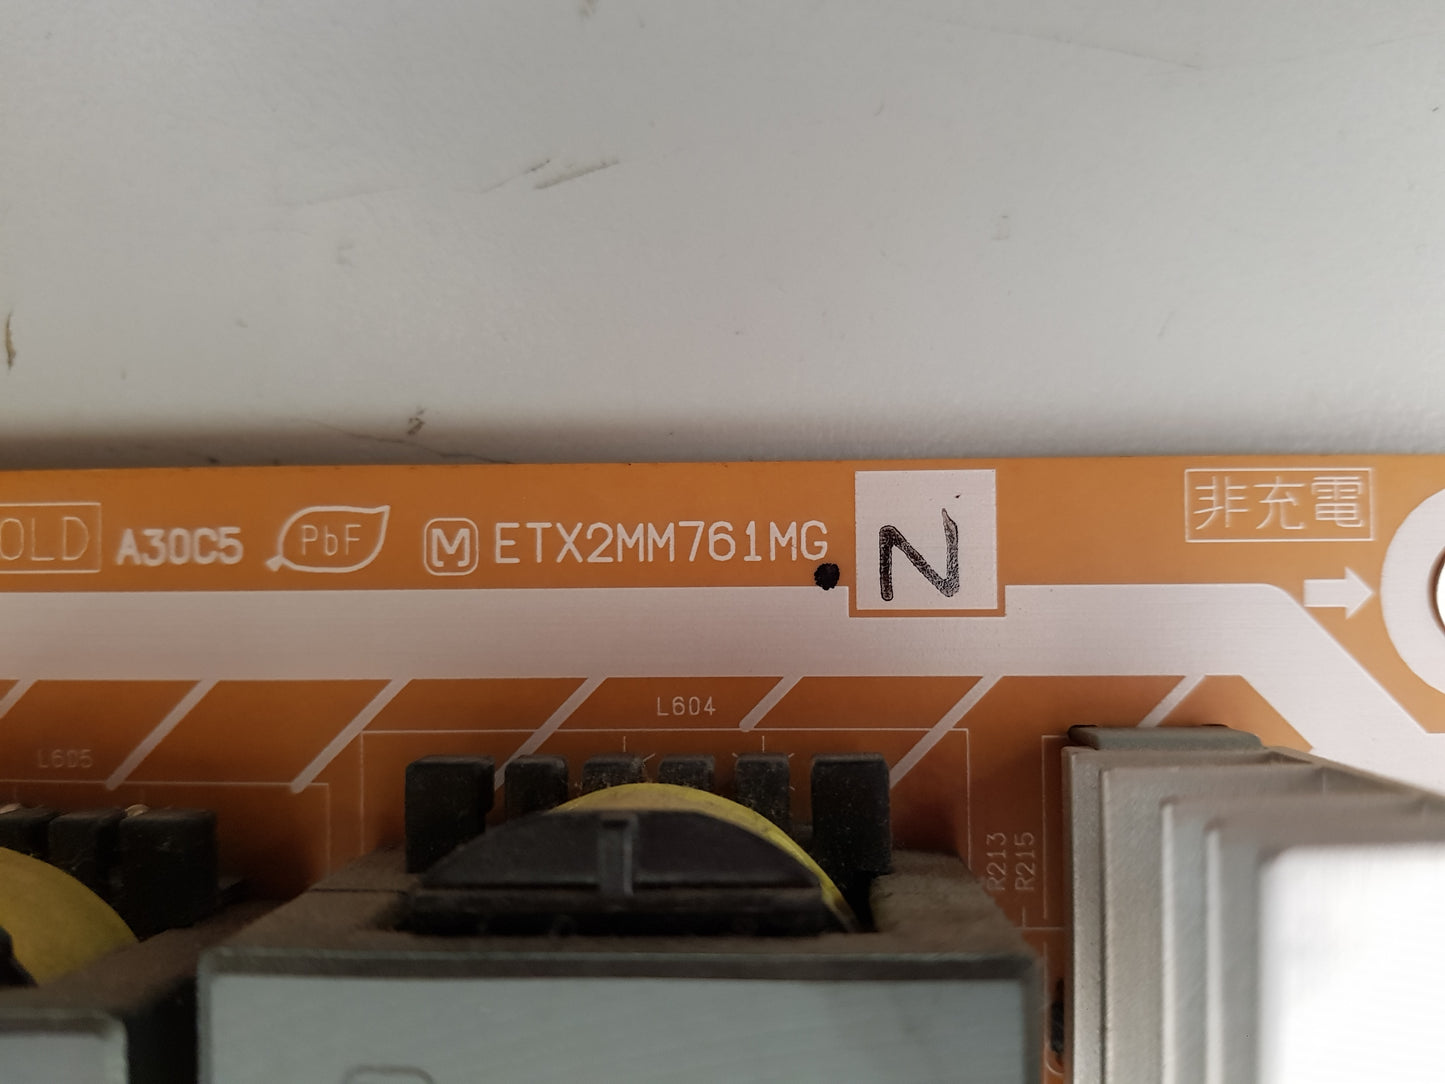 OLD A30C5 PbF M ETX2MM761MG N 非充電
L604
L605
R213
R215